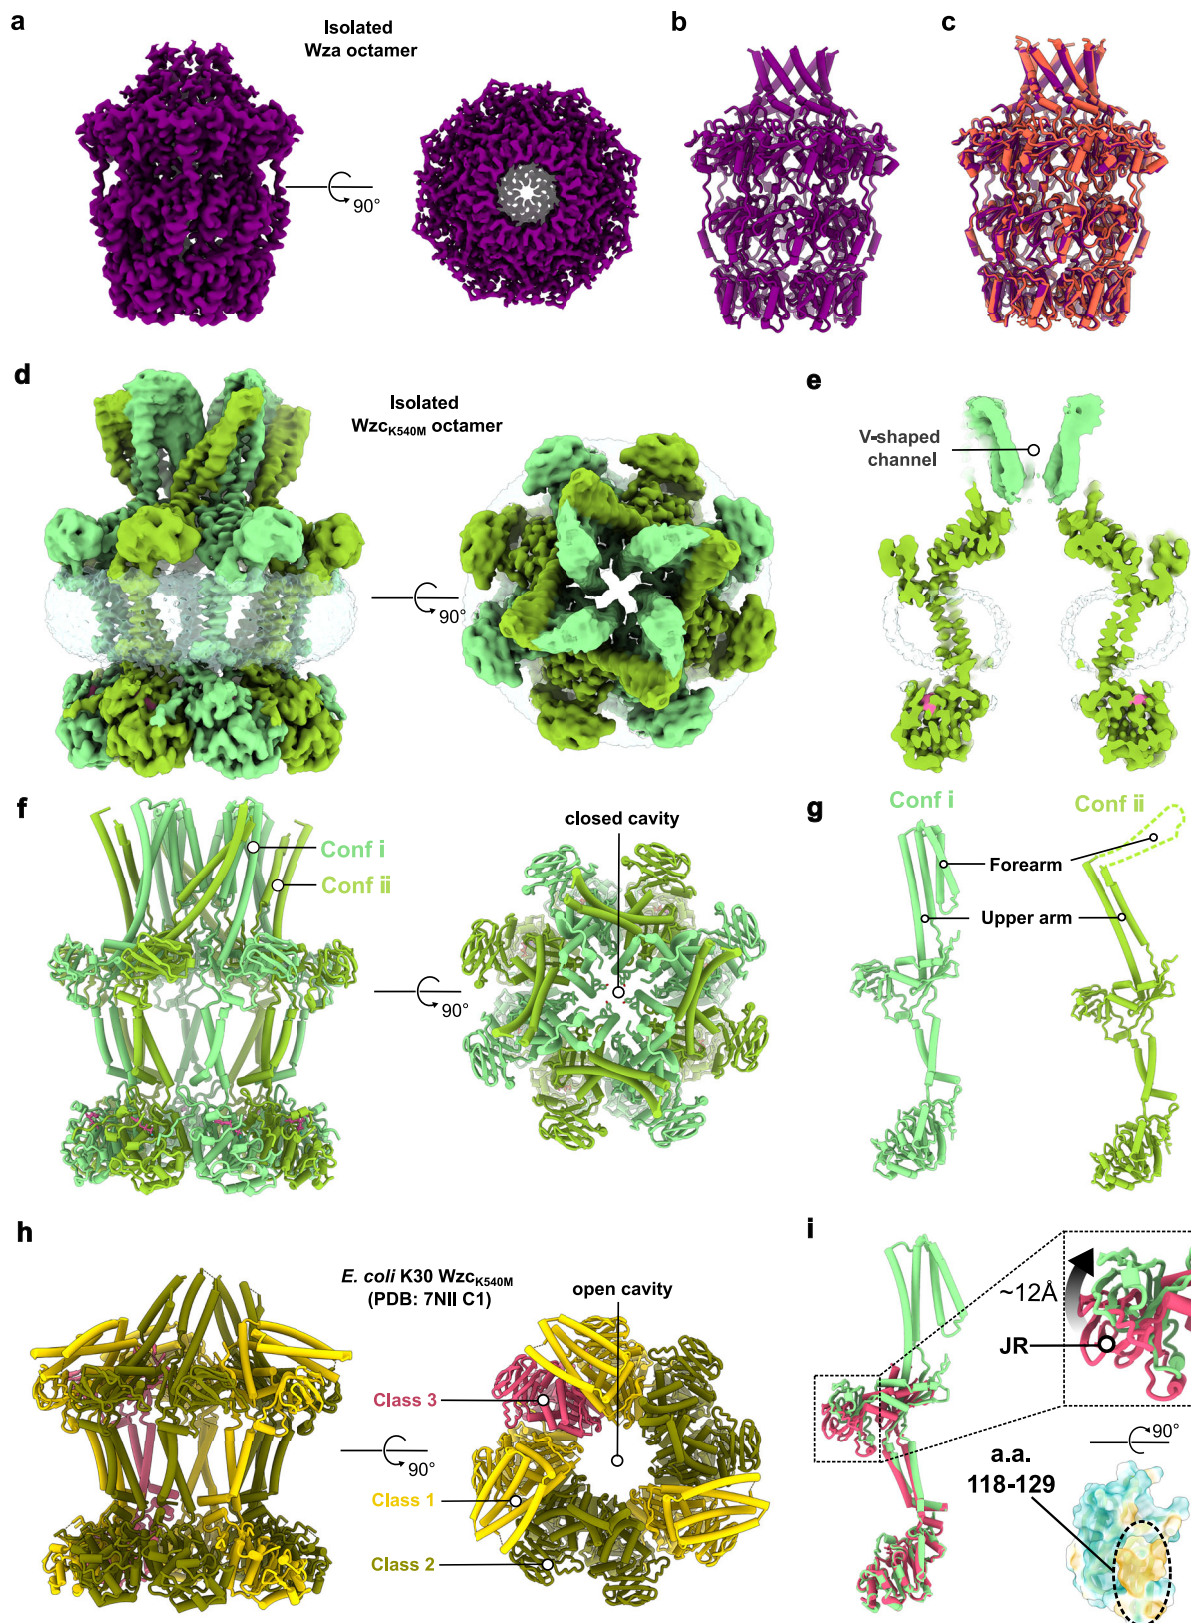 a
Isolated
Wza octamer
90°
b
c
d
Isolated
WzcK540M octamer
90°
e
V-shaped
channel
f
Conf i
Conf ii
90°
closed cavity
g
Conf i
Conf ii
Forearm
Upper arm
h
E. coli K30 WzcK540M
(PDB: 7NII C1)
open cavity
Class 3
90°
Class 1
Class 2
i
~12Å
JR
90°
a.a.
118-129